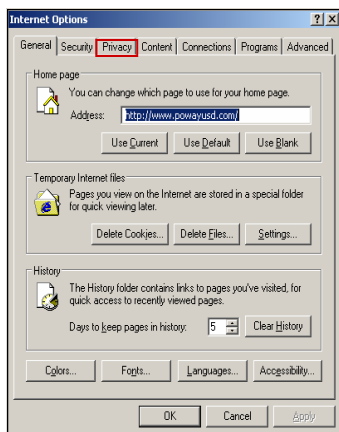 Internet Options
General Security Privacy Content Connections Programs Advanced
Home page
You can change which page to use for your home page.
Address: http://www.powayusd.com/
Use Current Use Default Use Blank
Temporary Internet files
Pages you view on the Internet are stored in a special folder
for quick viewing later.
Delete Cookies... Delete Files... Settings...
History
The History folder contains links to pages you've visited, for
quick access to recently viewed pages.
Days to keep pages in history: 5 Clear History
Colors... Fonts... Languages... Accessibility...
OK Cancel Apply